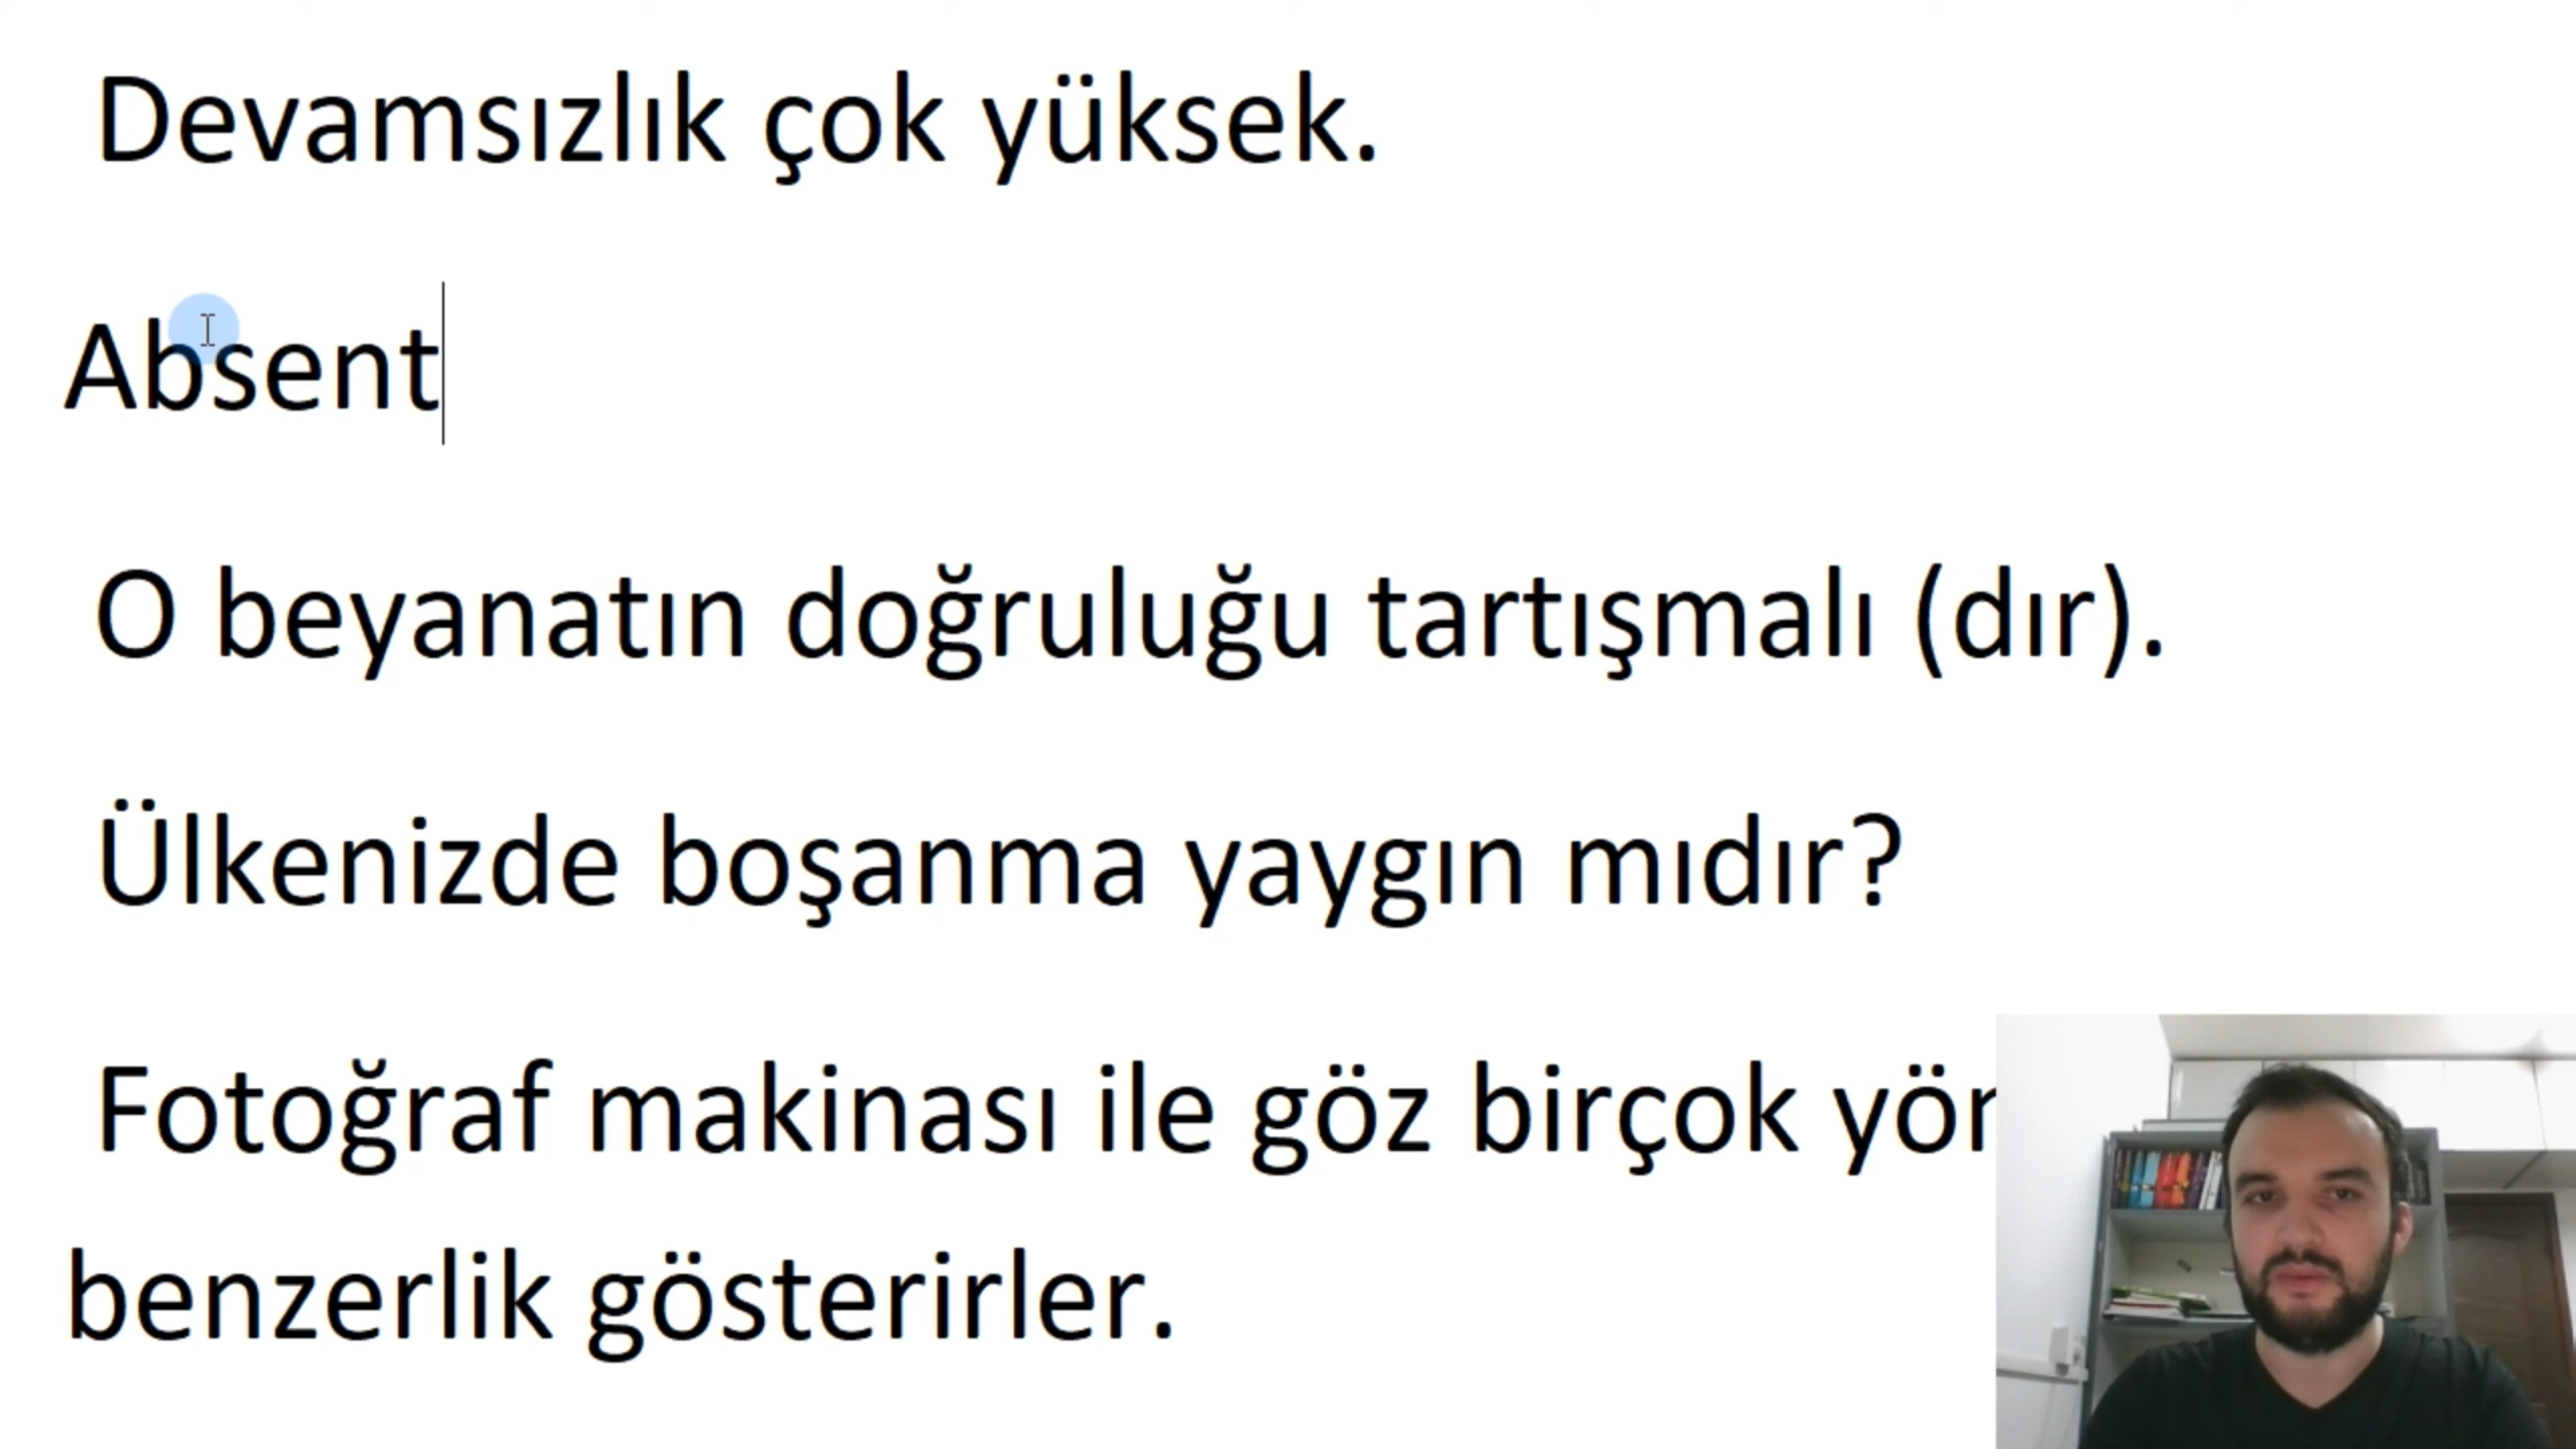 Devamsızlık çok yüksek.
Absent
O beyanatın doğruluğu tartışmalı (dır).
Ülkenizde boşanma yaygın mıdır?
Fotoğraf makinası ile göz birçok
benzerlik gösterirler.